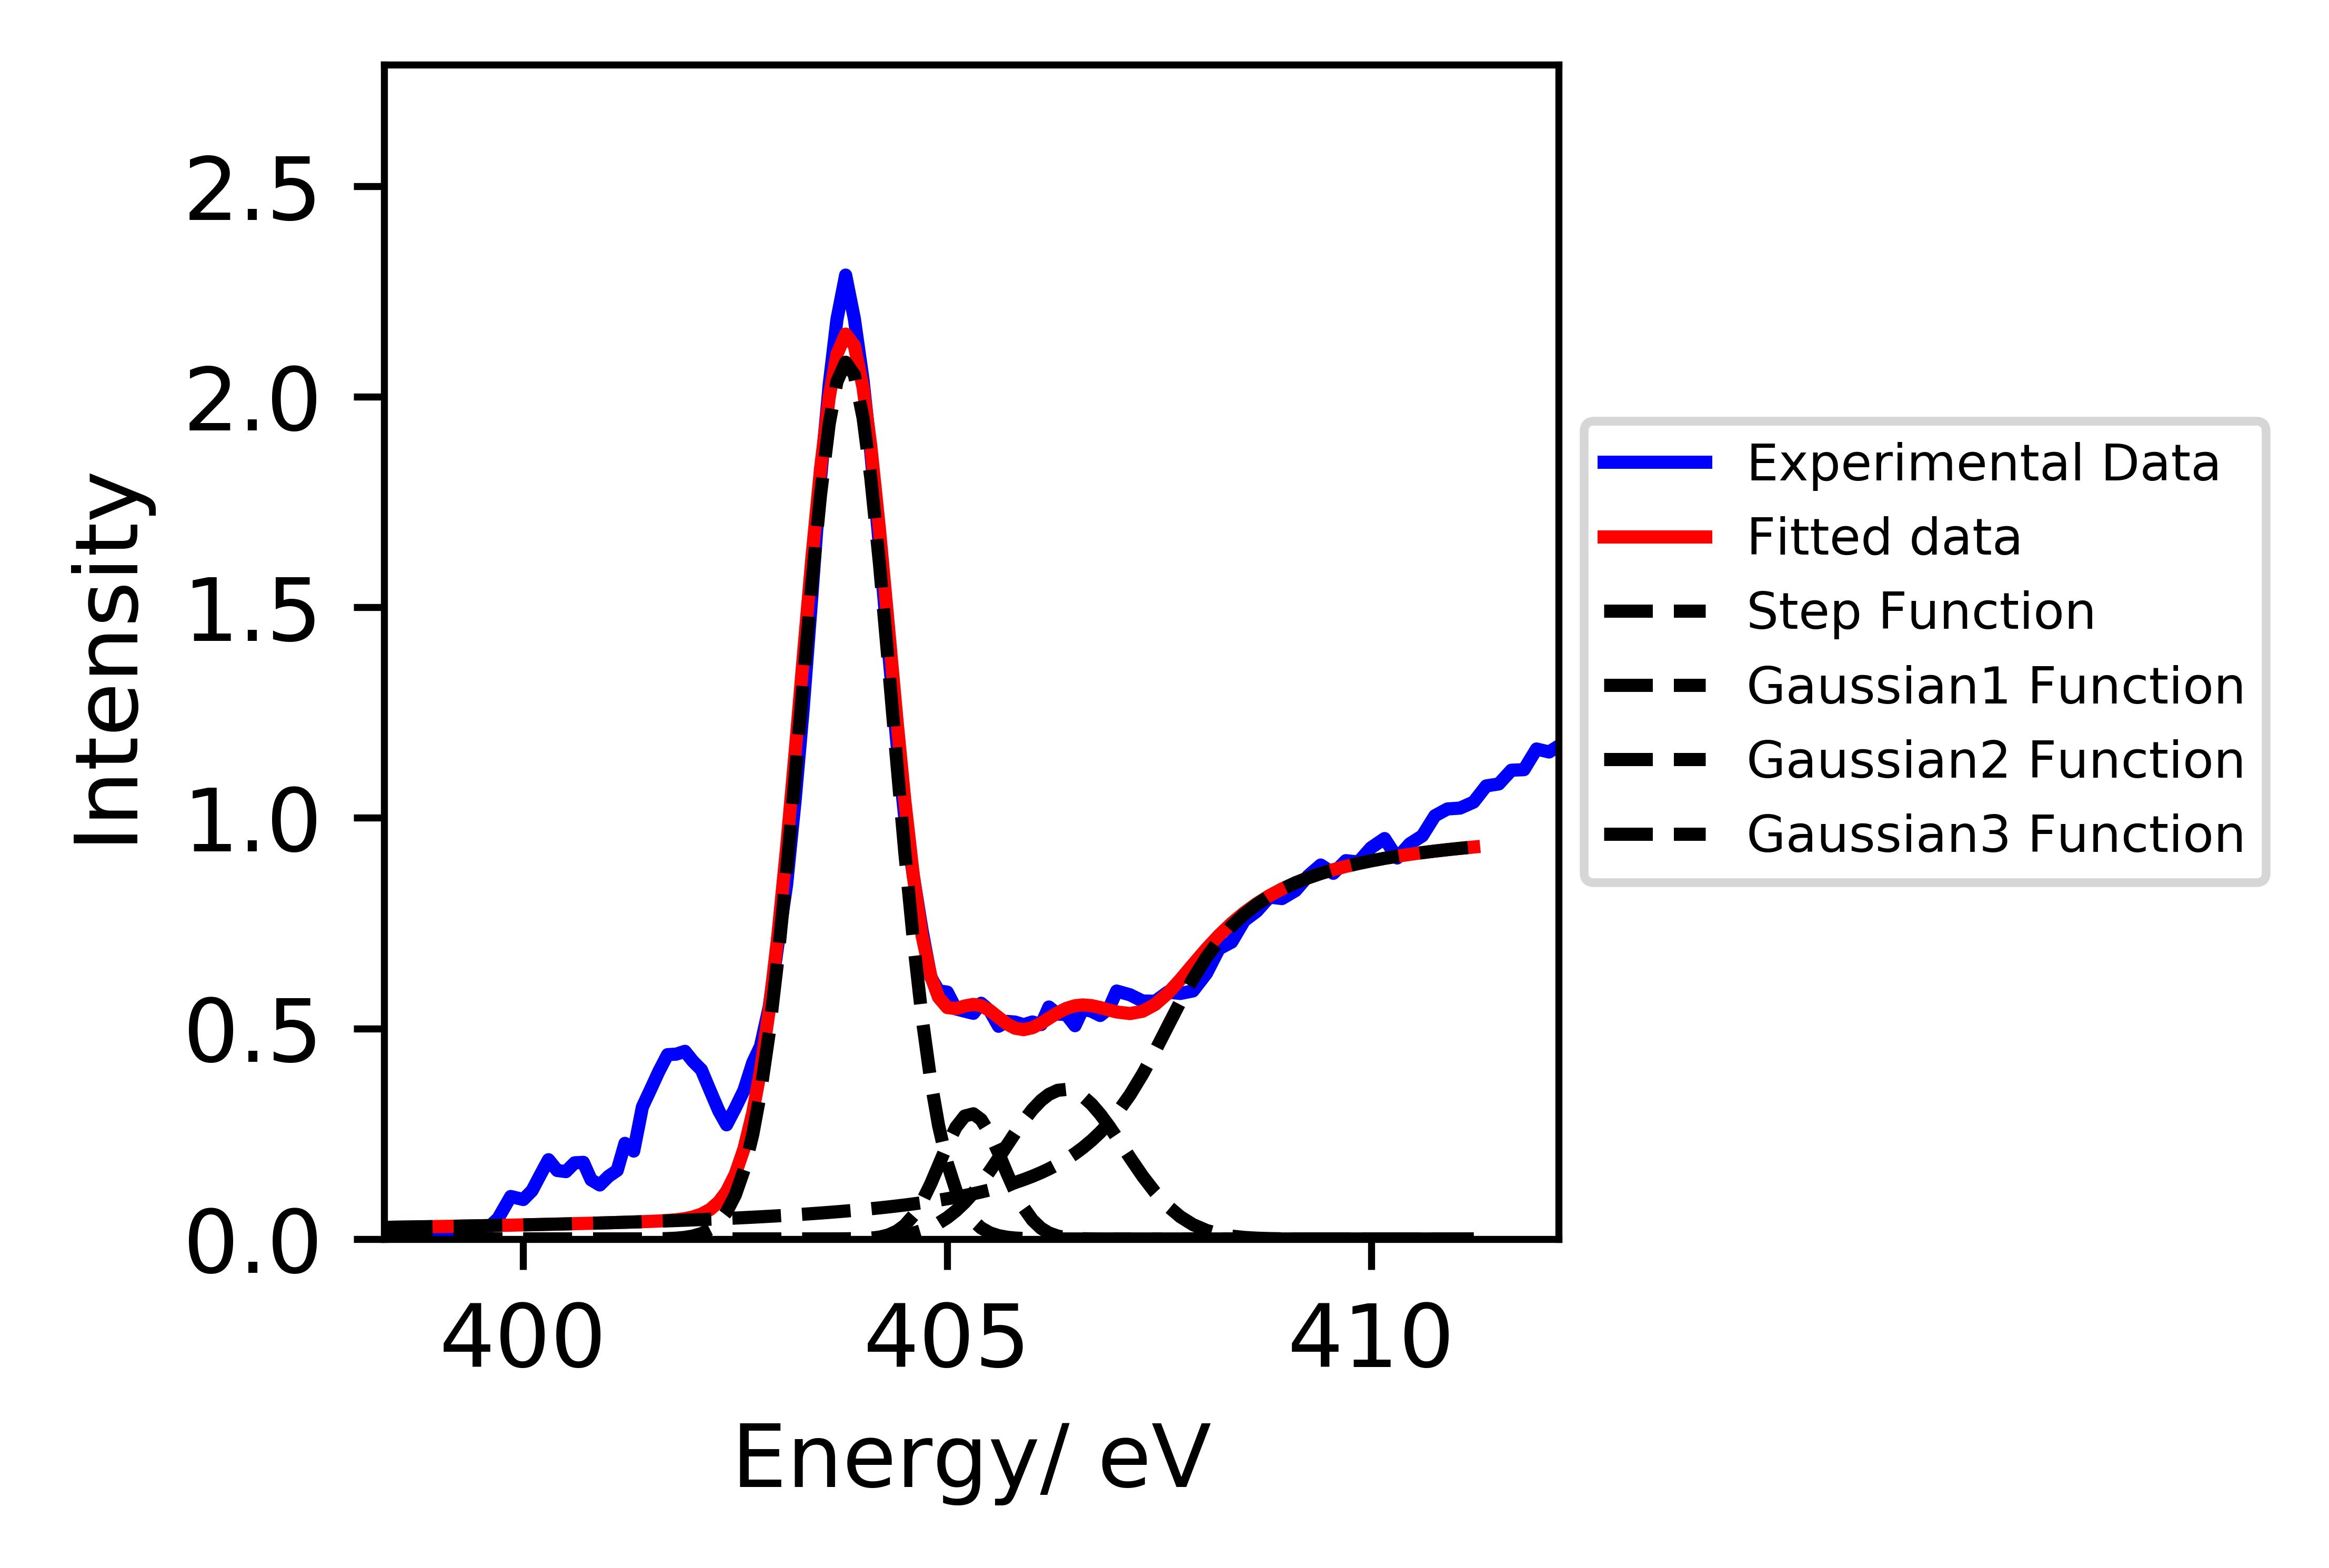 2.5
2.0
1.5
1.0
0.5
0.0
Intensity
400 405 410
Energy/ eV
Experimental Data
Fitted data
Step Function
Gaussian1 Function
Gaussian2 Function
Gaussian3 Function